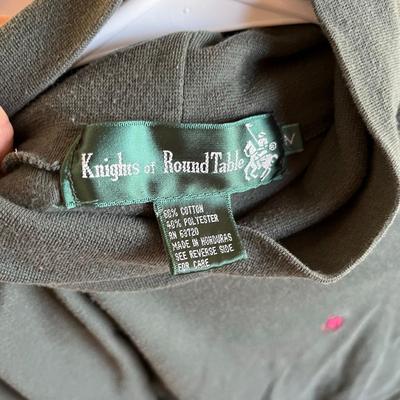 Knights of Round Table
60% COTTON
40% POLYESTER
RN 63720
MADE IN HONDURAS
SEE REVERSE SIDE
FOR CARE